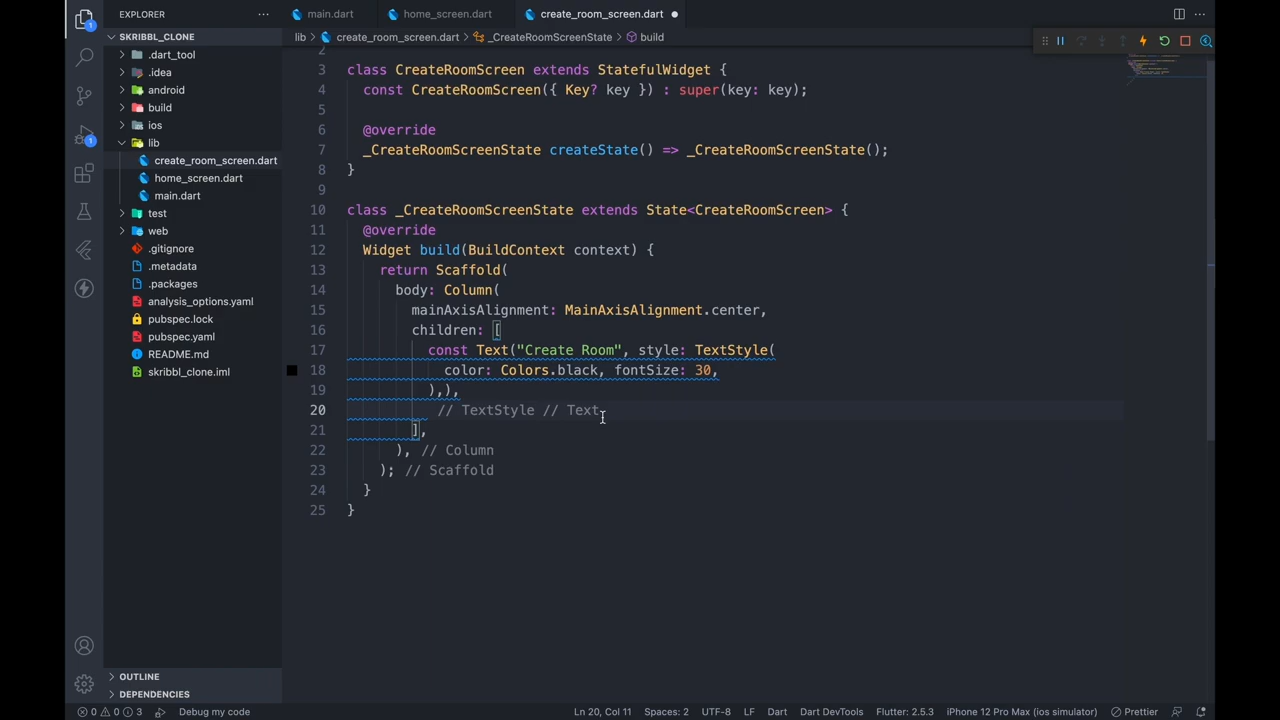 EXPLORER
SKRIBBL_CLONE
.dart_tool
.idea
android
build
ios
lib
create_room_screen.dart
home_screen.dart
main.dart
test
web
.gitignore
.metadata
.packages
analysis_options.yaml
pubspec.lock
pubspec.yaml
README.md
skribbl_clone.iml
OUTLINE
DEPENDENCIES
1
1
main.dart home_screen.dart create_room_screen.dart
lib > create_room_screen.dart > _CreateRoomScreenState > build
2
3 class CreateRoomScreen extends StatefulWidget {
4 const CreateRoomScreen({ Key? key }) : super(key: key);
5
6 @override
7 _CreateRoomScreenState createState() => _CreateRoomScreenState();
8 }
9
10 class _CreateRoomScreenState extends State<CreateRoomScreen> {
11 @override
12 Widget build(BuildContext context) {
13 return Scaffold(
14 body: Column(
15 mainAxisAlignment: MainAxisAlignment.center,
16 children: [
17 const Text("Create Room", style: TextStyle(
18 color: Colors.black, fontSize: 30,
19 ),),
20 // TextStyle // Text
21 ],
22 ), // Column
23 ); // Scaffold
24 }
25 }
0 0 3 Debug my code Ln 20, Col 11 Spaces: 2 UTF-8 LF Dart Dart DevTools Flutter: 2.5.3 iPhone 12 Pro Max (ios simulator) Prettier